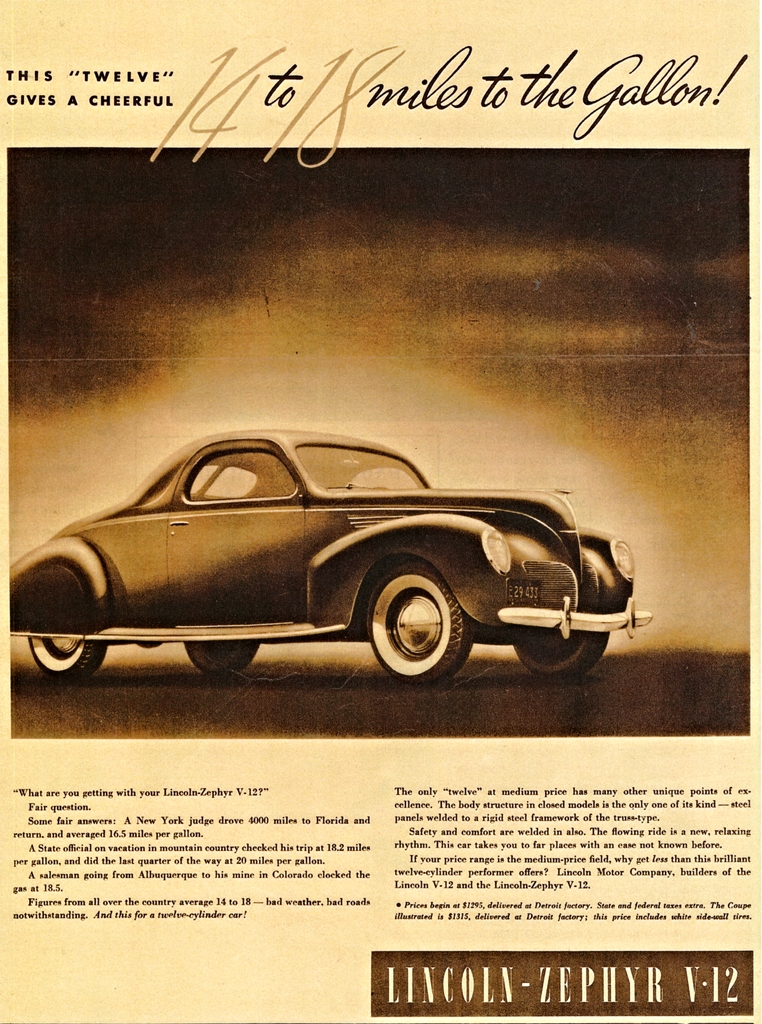 THIS "TWELVE"
GIVES A CHEERFUL
14 to 18 miles to the Gallon!
E 29 433
"What are you getting with your Lincoln-Zephyr V-12?"
Fair question.
Some fair answers: A New York judge drove 4000 miles to Florida and
return, and averaged 16.5 miles per gallon.
A State official on vacation in mountain country checked his trip at 18.2 miles
per gallon, and did the last quarter of the way at 20 miles per gallon.
A salesman going from Albuquerque to his mine in Colorado clocked the
gas at 18.5.
Figures from all over the country average 14 to 18 — bad weather, bad roads
notwithstanding. And this for a twelve-cylinder car!
The only "twelve" at medium price has many other unique points of ex-
cellence. The body structure in closed models is the only one of its kind — steel
panels welded to a rigid steel framework of the truss-type.
Safety and comfort are welded in also. The flowing ride is a new, relaxing
rhythm. This car takes you to far places with an ease not known before.
If your price range is the medium-price field, why get less than this brilliant
twelve-cylinder performer offers? Lincoln Motor Company, builders of the
Lincoln V-12 and the Lincoln-Zephyr V-12.
• Prices begin at $1295, delivered at Detroit factory. State and federal taxes extra. The Coupe
illustrated is $1315, delivered at Detroit factory; this price includes white side-wall tires.
LINCOLN-ZEPHYR V·12